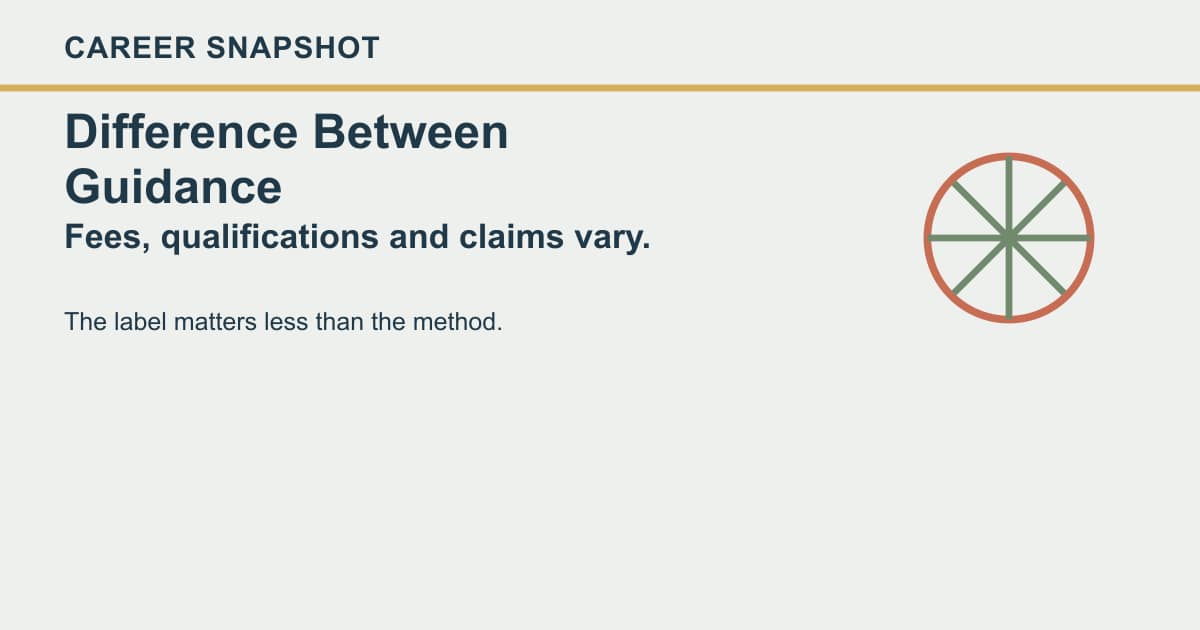 CAREER SNAPSHOT
Difference Between
Guidance
Fees, qualifications and claims vary.
The label matters less than the method.